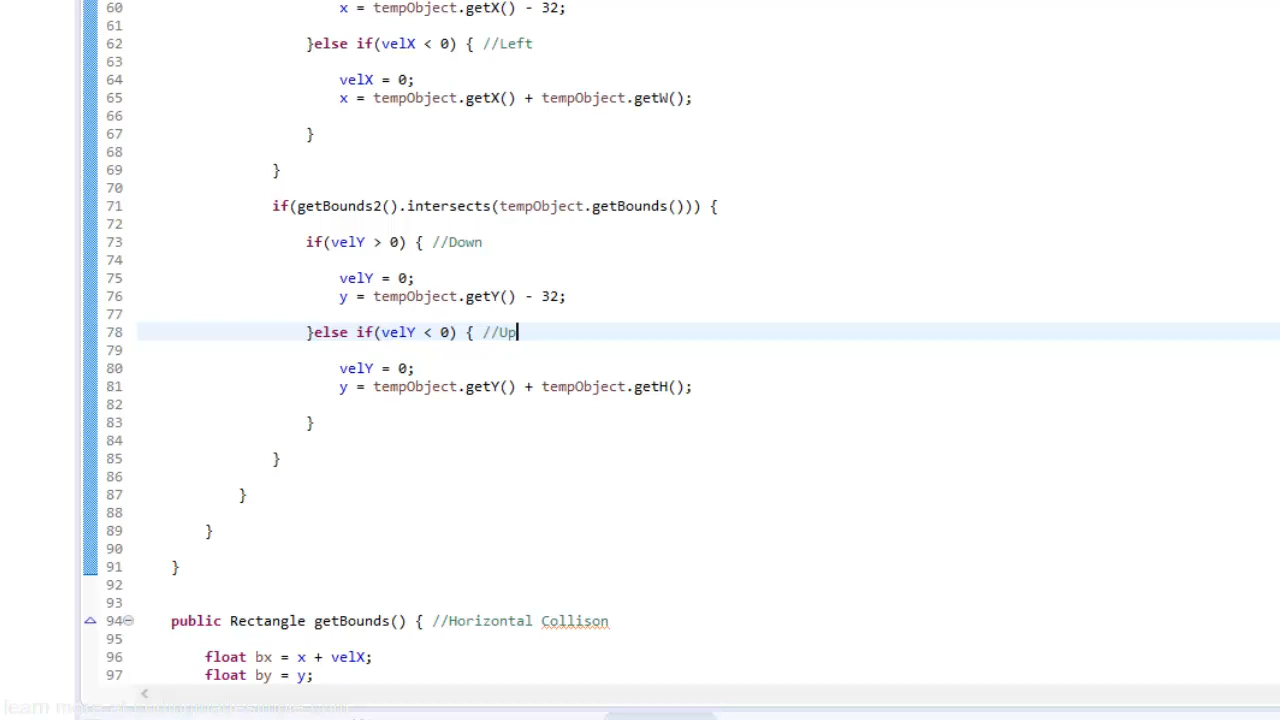 60 x = tempObject.getX() - 32;
61
62 }else if(velX < 0) { //Left
63
64 velX = 0;
65 x = tempObject.getX() + tempObject.getW();
66
67 }
68
69 }
70
71 if(getBounds2().intersects(tempObject.getBounds())) {
72
73 if(velY > 0) { //Down
74
75 velY = 0;
76 y = tempObject.getY() - 32;
77
78 }else if(velY < 0) { //Up
79
80 velY = 0;
81 y = tempObject.getY() + tempObject.getH();
82
83 }
84
85 }
86
87 }
88
89 }
90
91 }
92
93
94 public Rectangle getBounds() { //Horizontal Collison
95
96 float bx = x + velX;
97 float by = y;
learn more at